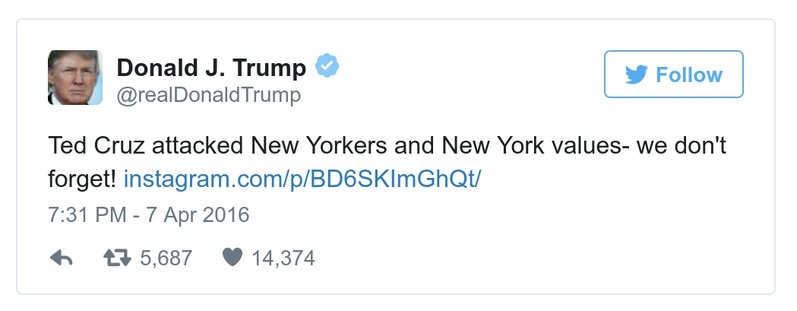 Donald J. Trump
@realDonaldTrump
Follow
Ted Cruz attacked New Yorkers and New York values- we don't
forget! instagram.com/p/BD6SKImGhQt/
7:31 PM - 7 Apr 2016
5,687 14,374